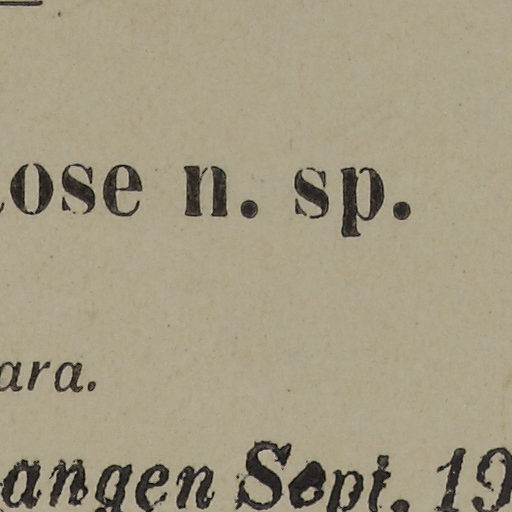 ose n. sp.
ara.
angen Sept. 19